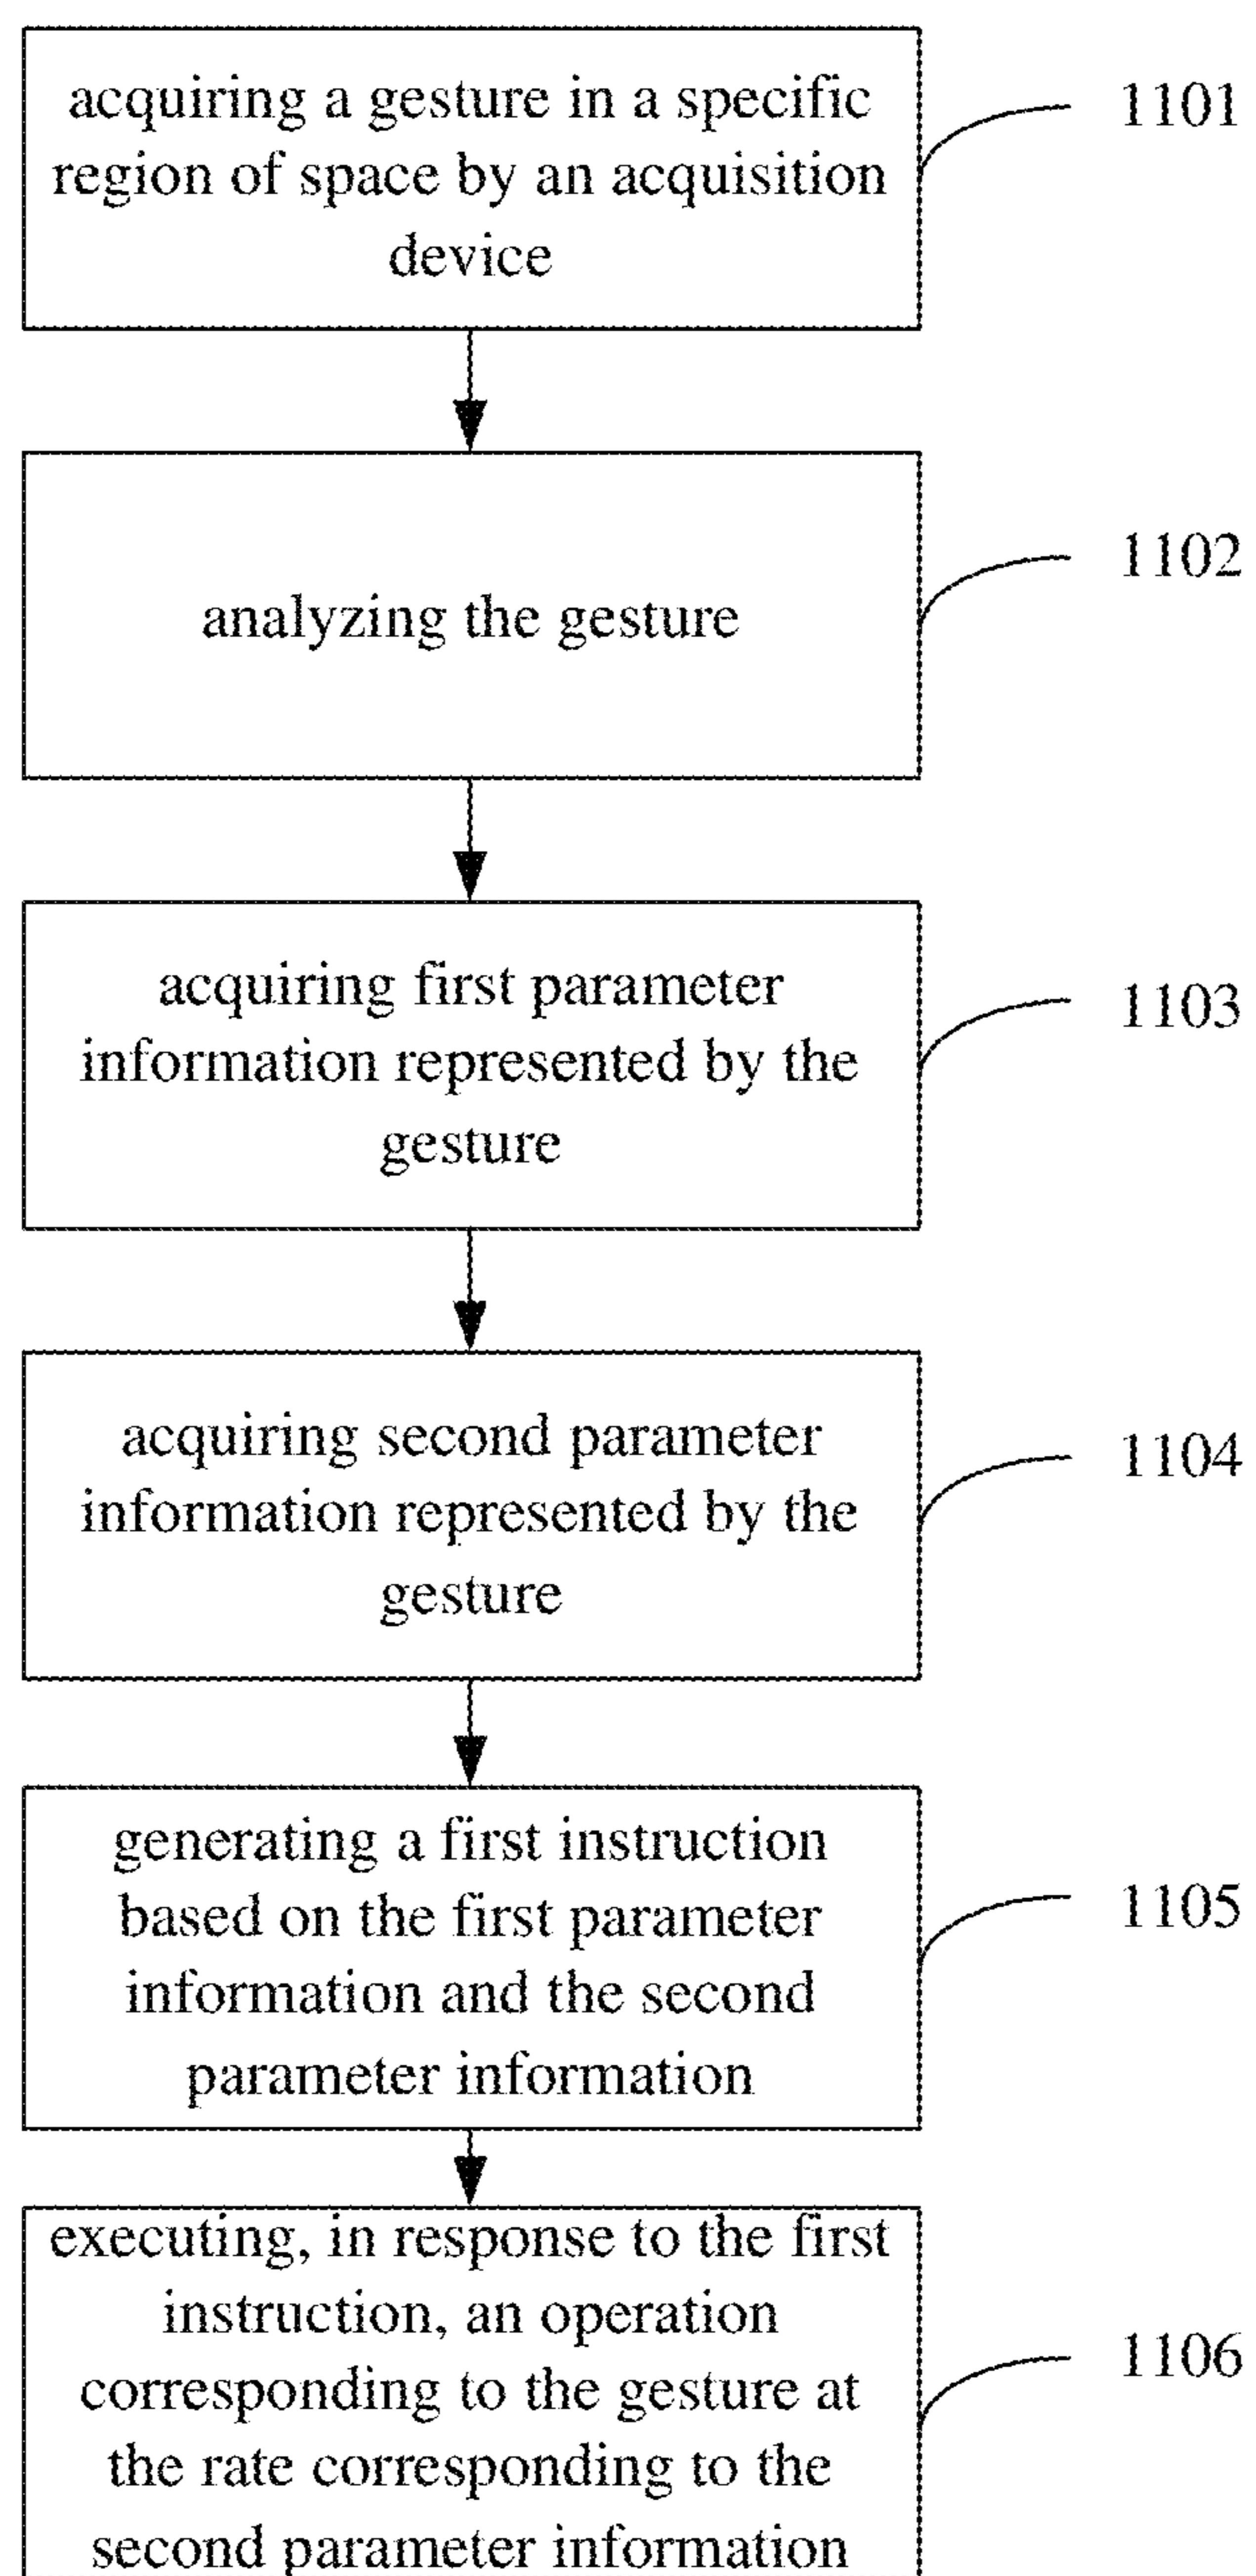 acquiring a gesture in a specific
region of space by an acquisition
device
1101
analyzing the gesture
1102
acquiring first parameter
information represented by the
gesture
1103
acquiring second parameter
information represented by the
gesture
1104
generating a first instruction
based on the first parameter
information and the second
parameter information
1105
executing, in response to the first
instruction, an operation
corresponding to the gesture at
the rate corresponding to the
second parameter information
1106